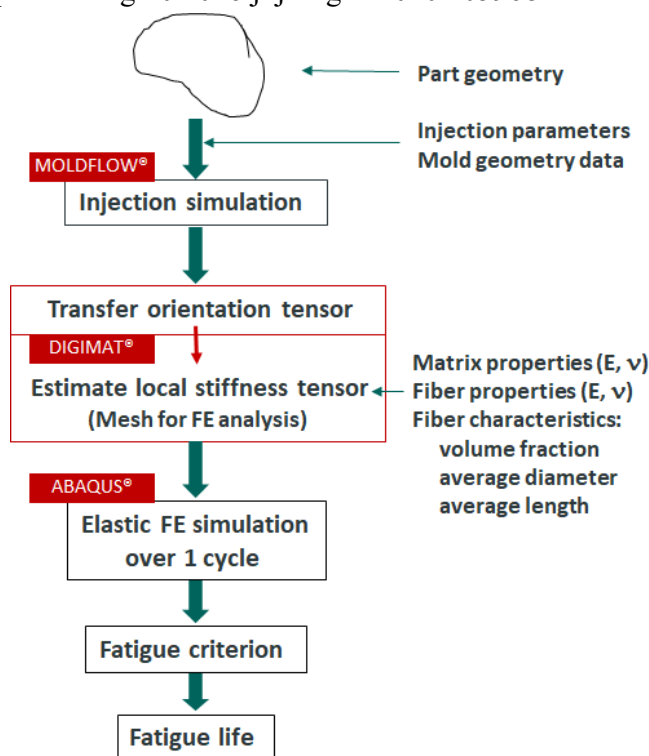 Part geometry
Injection parameters
Mold geometry data
MOLDFLOW®
Injection simulation
Transfer orientation tensor
DIGIMAT®
Estimate local stiffness tensor
(Mesh for FE analysis)
Matrix properties (E, ν)
Fiber properties (E, ν)
Fiber characteristics:
volume fraction
average diameter
average length
ABAQUS®
Elastic FE simulation
over 1 cycle
Fatigue criterion
Fatigue life